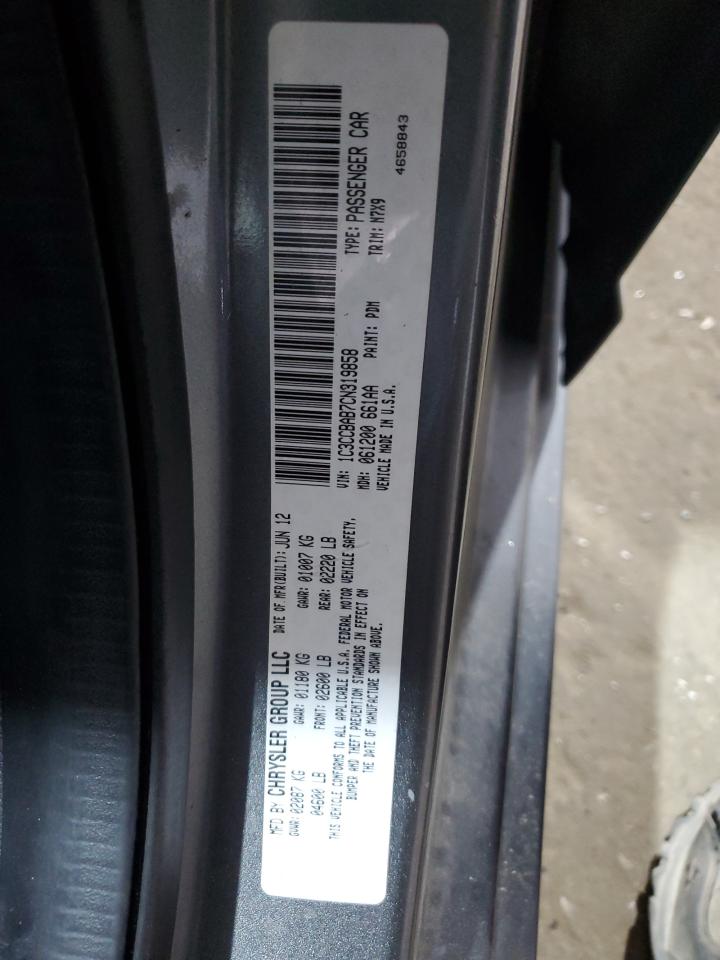 MFD BY CHRYSLER GROUP LLC DATE OF MFR(BUILT): JUN 12
GVWR: 02087 KG GAWR: 01180 KG GAWR: 01007 KG
04600 LB FRONT: 02600 LB REAR: 02220 LB
THIS VEHICLE CONFORMS TO ALL APPLICABLE U.S.A. FEDERAL MOTOR VEHICLE SAFETY,
BUMPER AND THEFT PREVENTION STANDARDS IN EFFECT ON
THE DATE OF MANUFACTURE SHOWN ABOVE.
VIN: 1C3CCBAB7CN319858 TYPE: PASSENGER CAR
MDH: 061200 661AA PAINT: PDM TRIM: N7X9
VEHICLE MADE IN U.S.A. 4658843